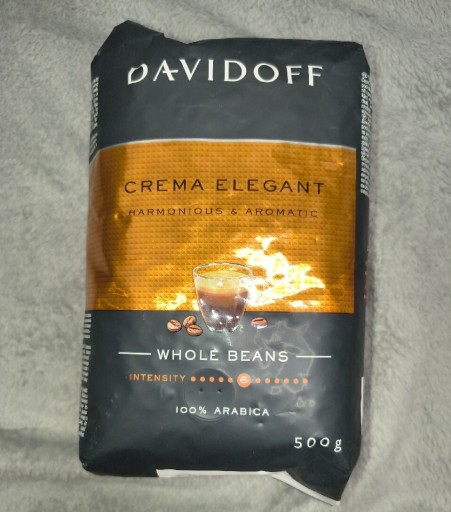 DAVIDOFF
CREMA ELEGANT
HARMONIOUS & AROMATIC
WHOLE BEANS
INTENSITY 6
100% ARABICA
500g